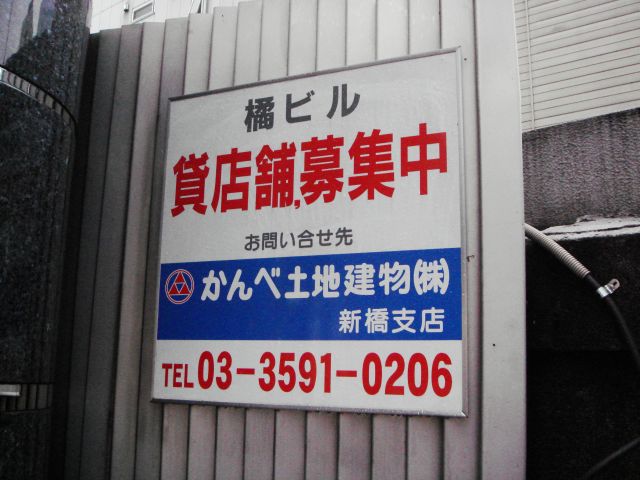 橘ビル
貸店舗,募集中
お問い合せ先
かんべ土地建物㈱
新橋支店
TEL 03-3591-0206